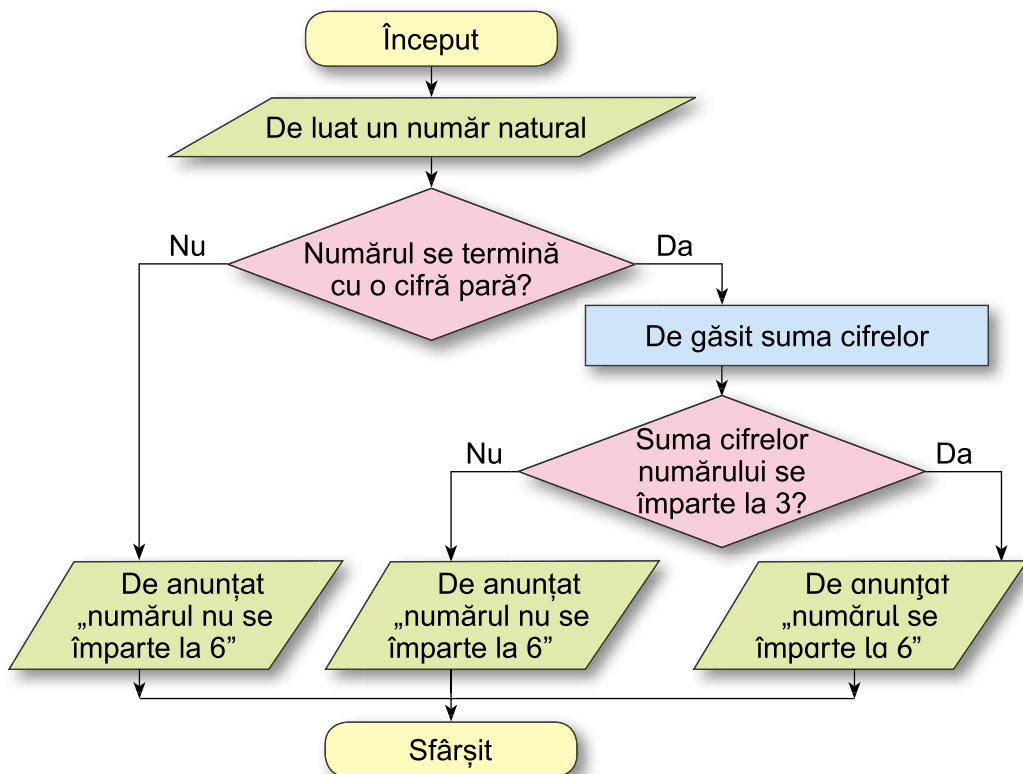 Început
De luat un număr natural
Numărul se termină
cu o cifră pară?
Nu
Da
De găsit suma cifrelor
Suma cifrelor
numărului se
împarte la 3?
Nu
Da
De anunțat
„numărul nu se
împarte la 6”
De anunțat
„numărul nu se
împarte la 6”
De anunţat
„numărul se
împarte la 6”
Sfârșit